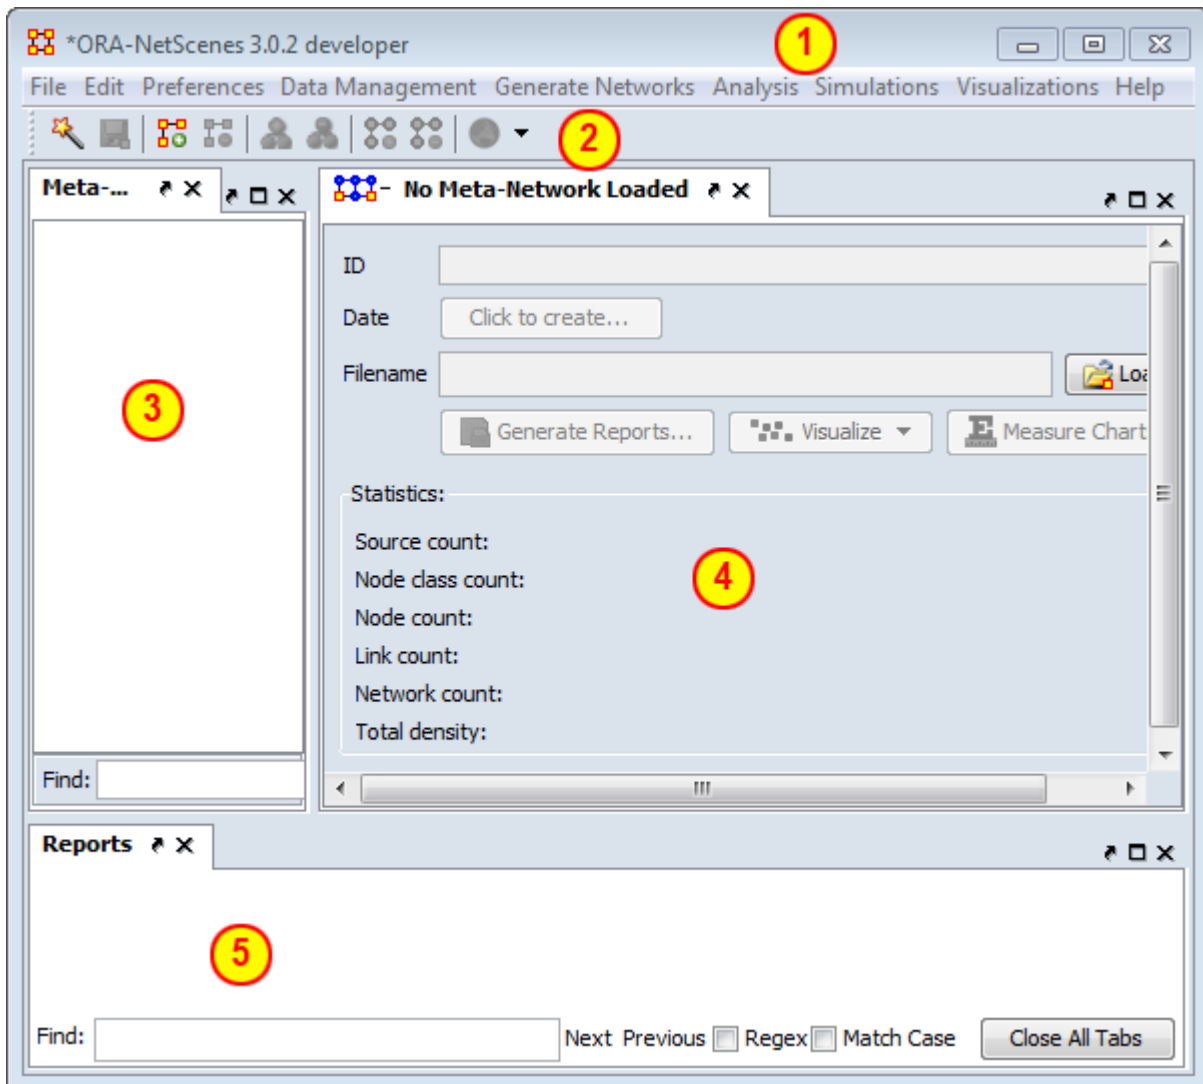 *ORA-NetScenes 3.0.2 developer 1
File Edit Preferences Data Management Generate Networks Analysis Simulations Visualizations Help
2
Meta-... No Meta-Network Loaded
ID
Date Click to create...
Filename Loa
3
Generate Reports... Visualize Measure Chart
Statistics:
Source count:
Node class count:
4
Node count:
Link count:
Network count:
Total density:
Find:
Reports
5
Find: Next Previous Regex Match Case Close All Tabs